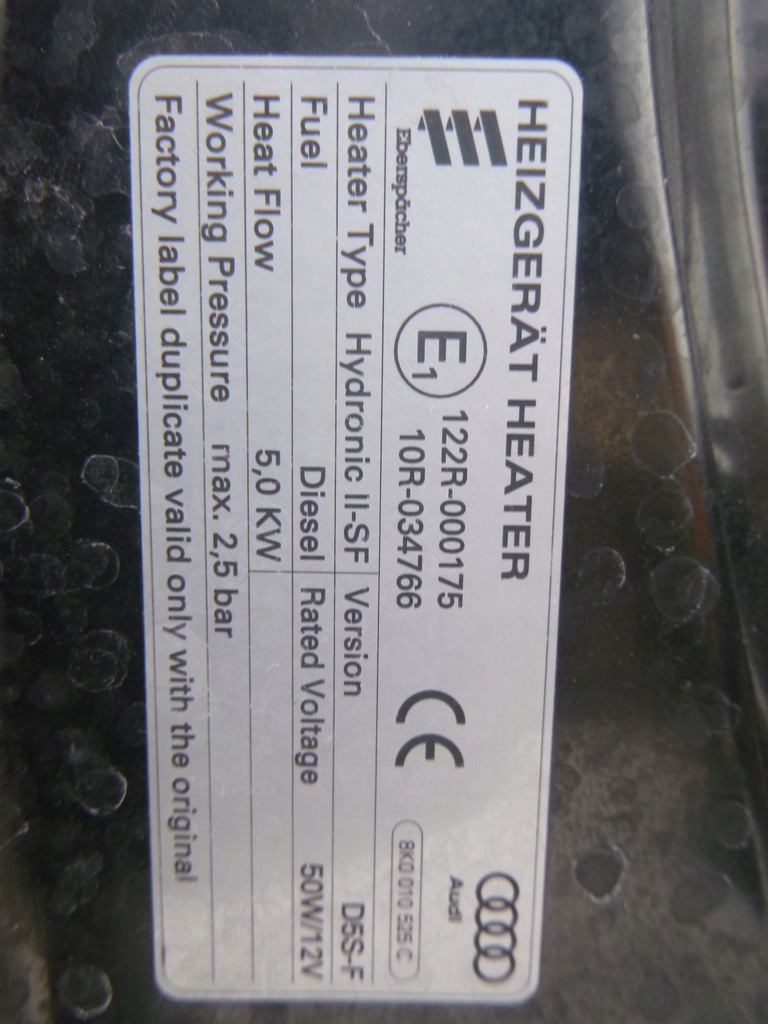 HEIZGERÄT HEATER
Eberspächer
E1
122R-000175
10R-034766
CE
Audi
8K0 010 525 C
Heater Type Hydronic II-SF Version D5S-F
Fuel Diesel Rated Voltage 50W/12V
Heat Flow 5,0 KW
Working Pressure max. 2,5 bar
Factory label duplicate valid only with the original